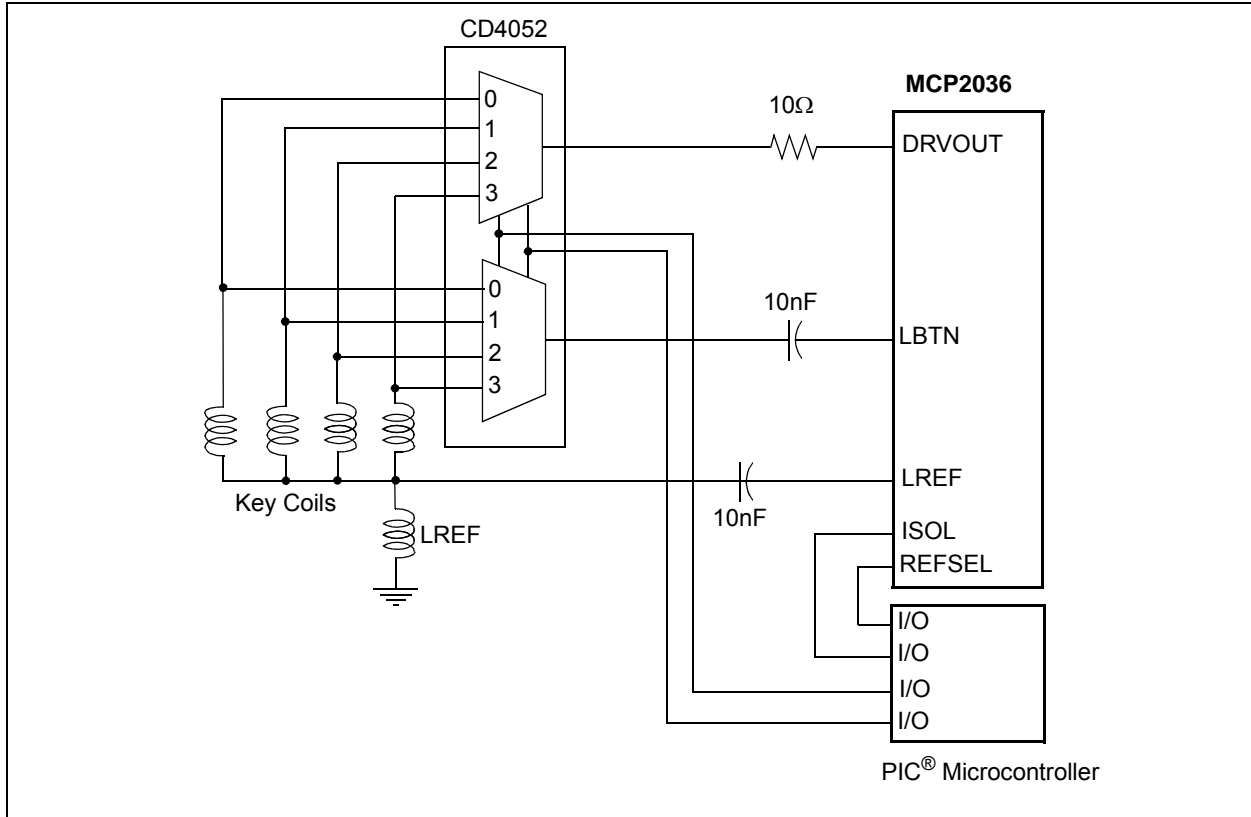 CD4052
MCP2036
0
1
2
3
10Ω
DRVOUT
0
1
2
3
10nF
LBTN
Key Coils
LREF
10nF
LREF
ISOL
REFSEL
I/O
I/O
I/O
I/O
PIC® Microcontroller